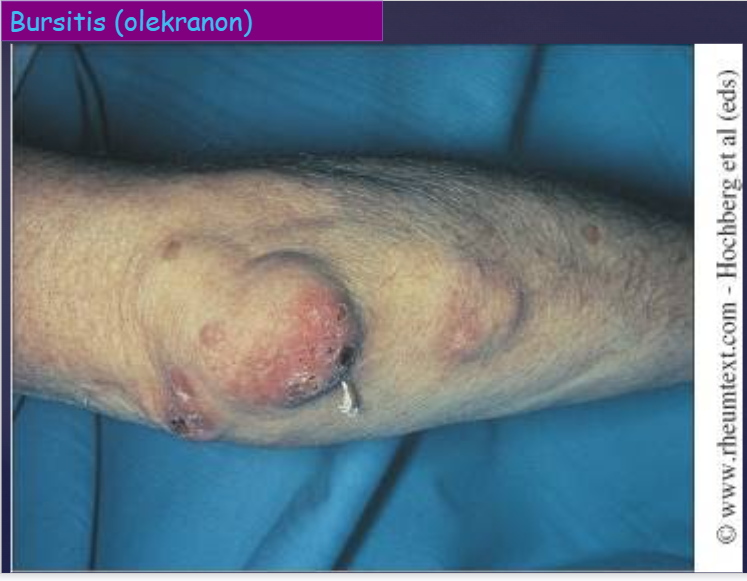 Bursitis (olekranon)
© www.rheumtext.com - Hochberg et al (eds)